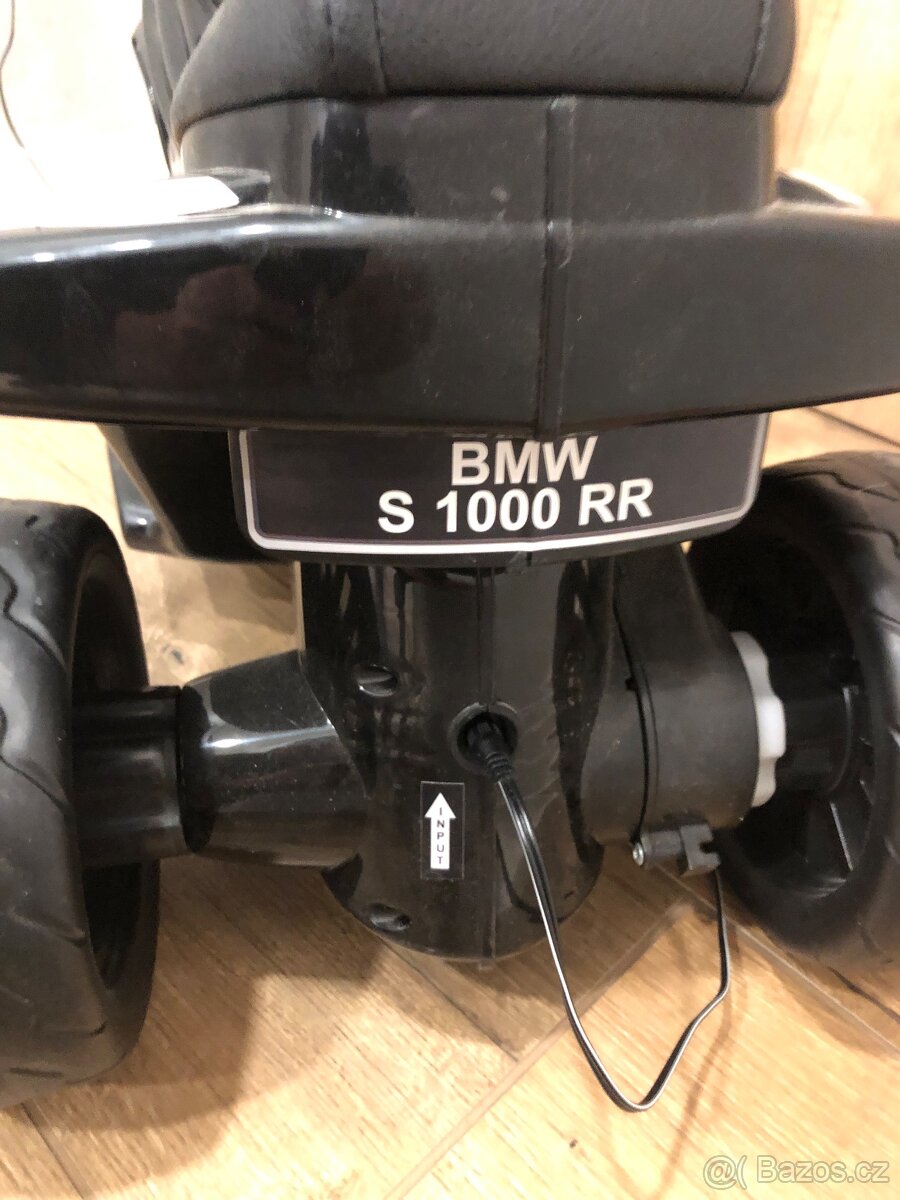 BMW
S 1000 RR
INPUT
@( Bazos.cz